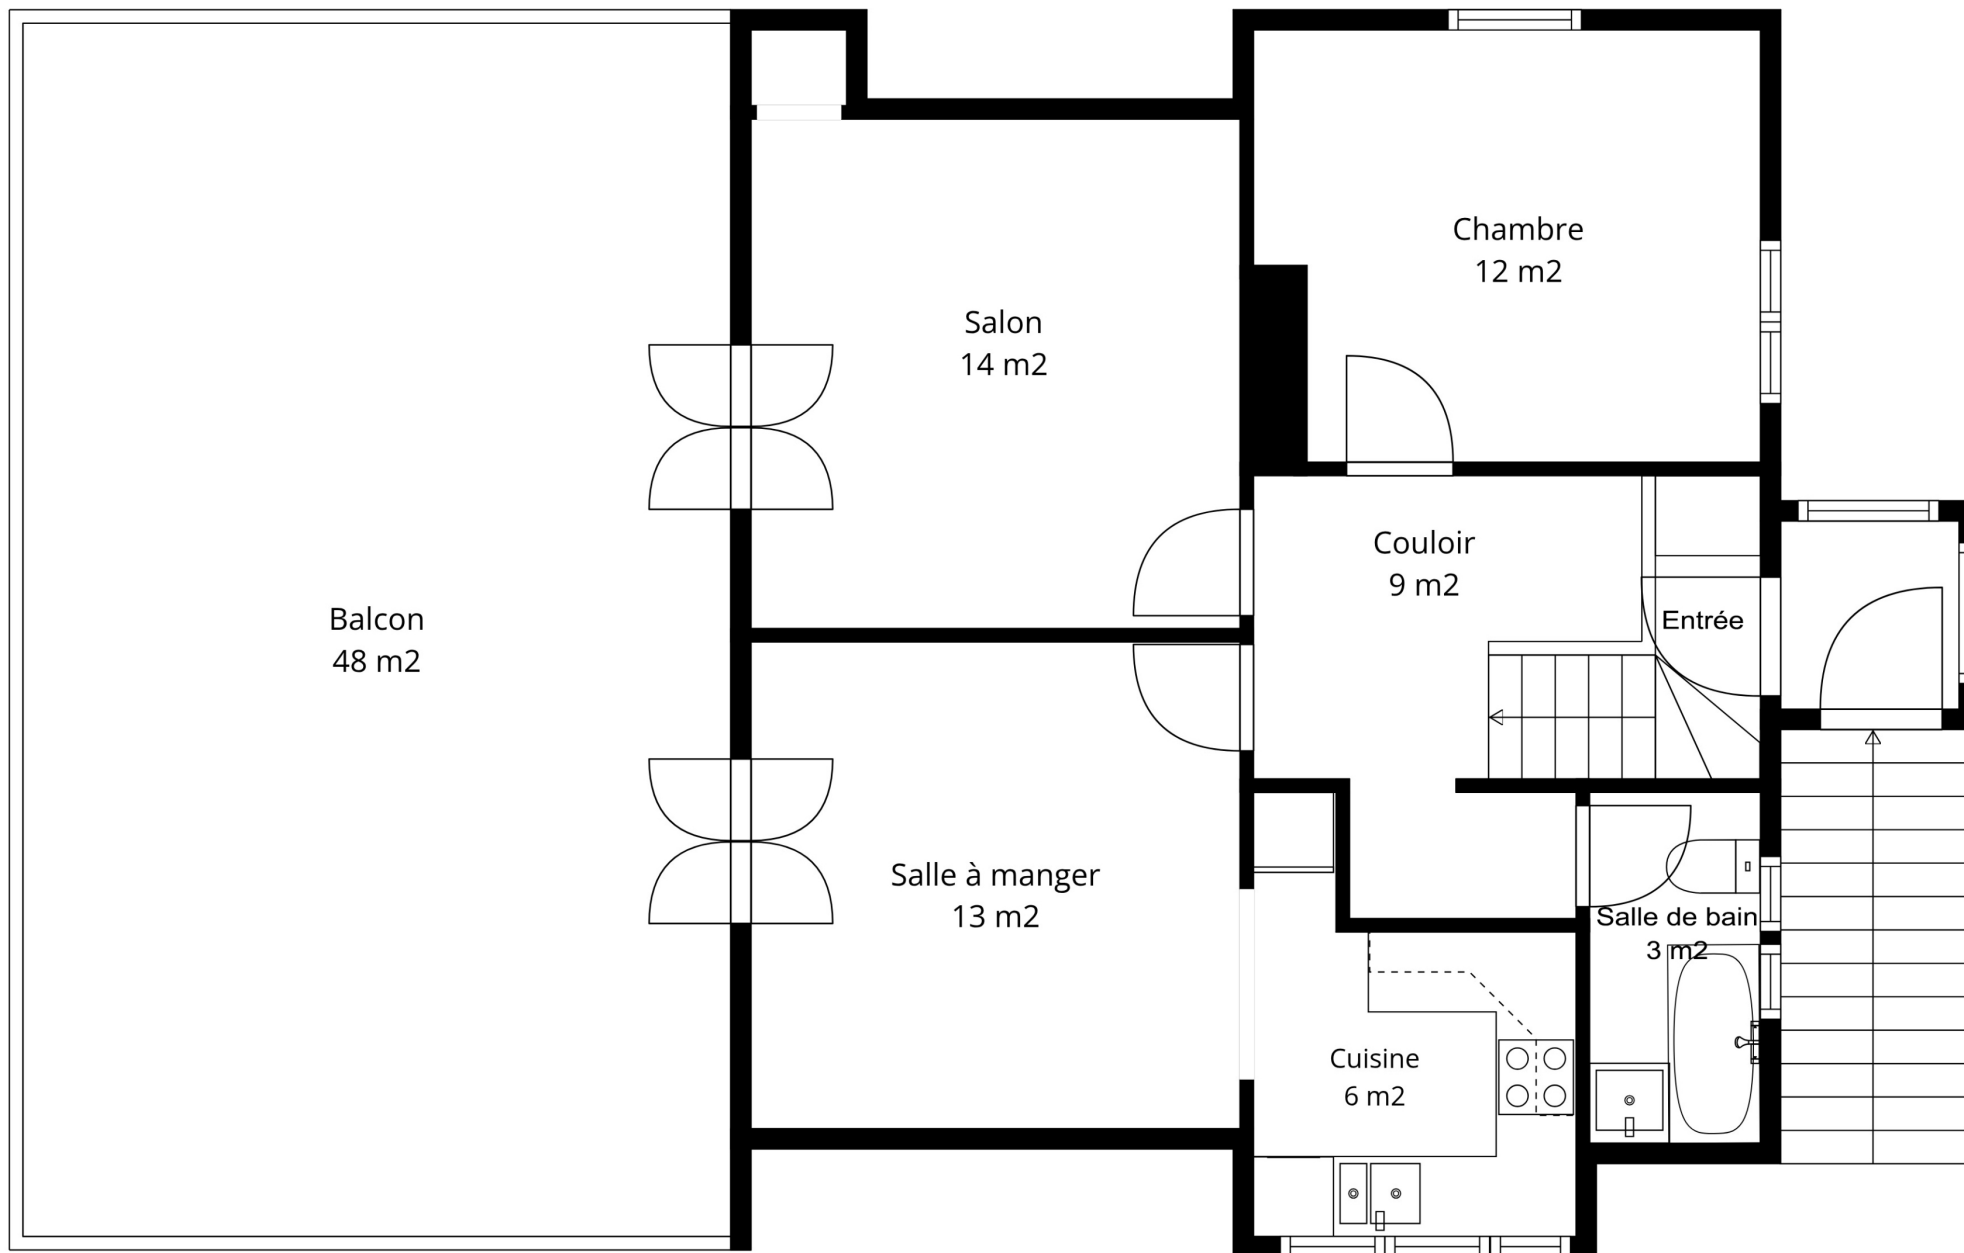 Chambre
12 m2
Salon
14 m2
Couloir
9 m2
Entrée
Balcon
48 m2
Salle à manger
13 m2
Salle de bain
3 m2
Cuisine
6 m2